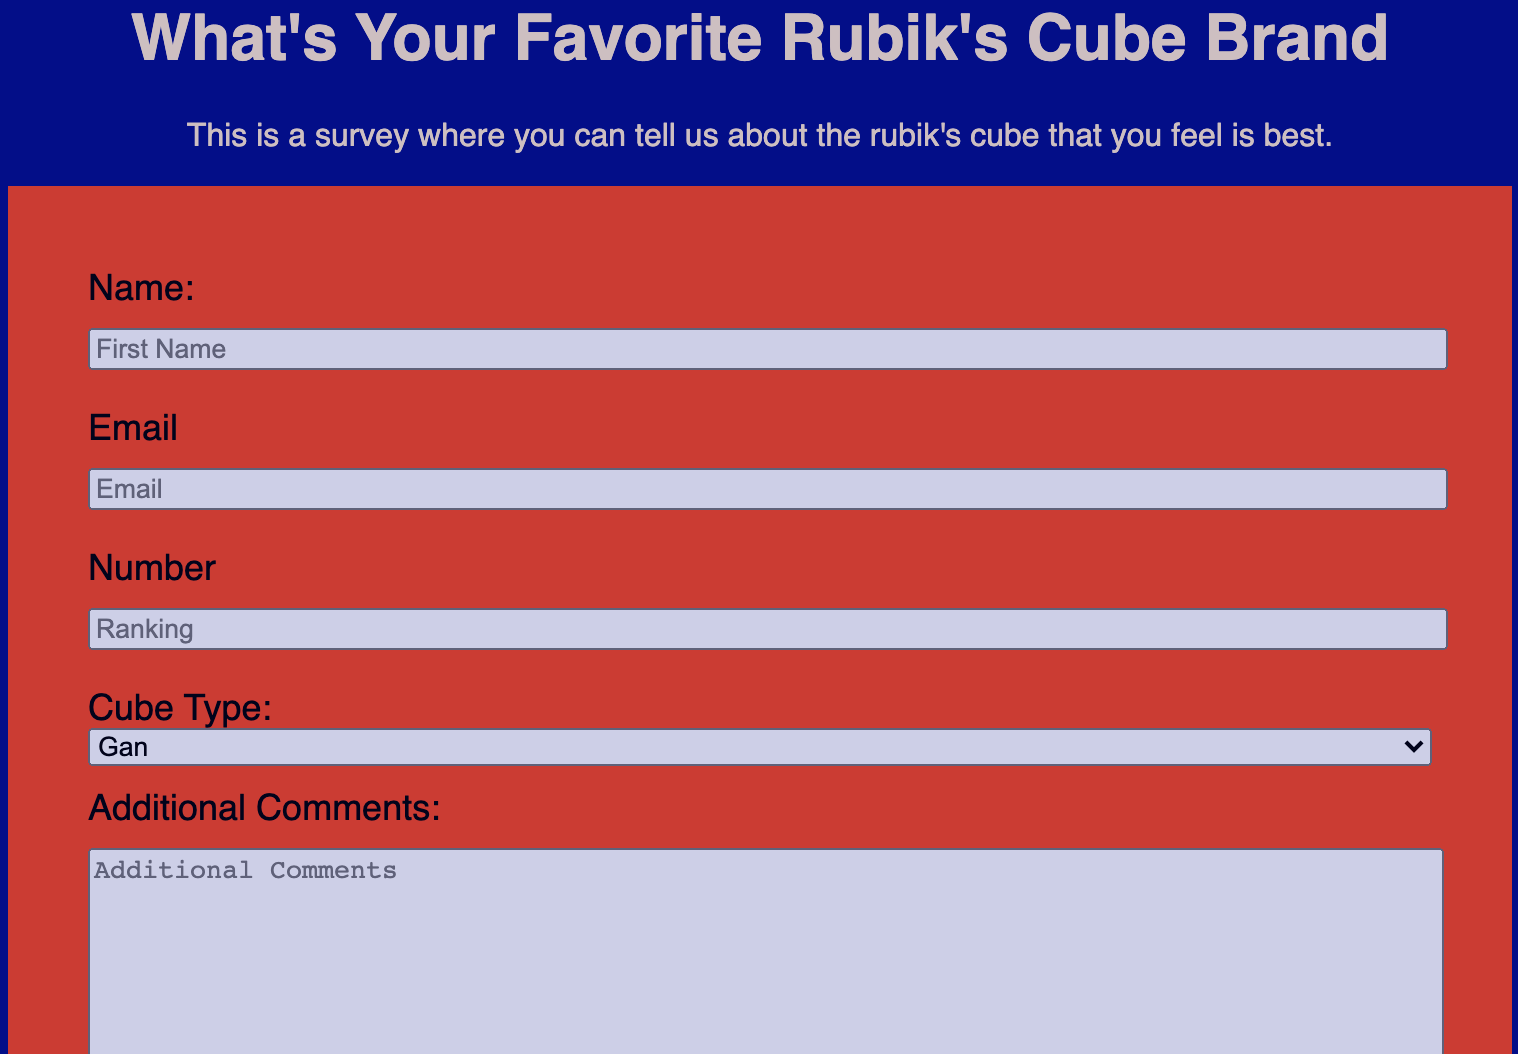 What's Your Favorite Rubik's Cube Brand
This is a survey where you can tell us about the rubik's cube that you feel is best.
Name:
First Name
Email
Email
Number
Ranking
Cube Type:
Gan
Additional Comments:
Additional Comments